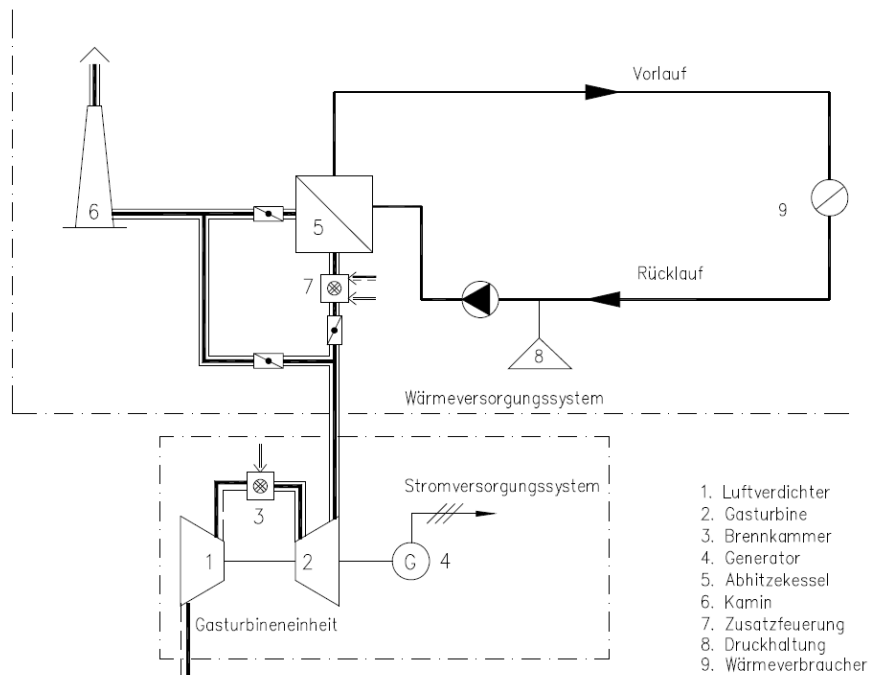 Vorlauf
6
5
9
7
Rücklauf
8
Wärmeversorgungssystem
Stromversorgungssystem
3
1
2
G
4
Gasturbineneinheit
1. Luftverdichter
2. Gasturbine
3. Brennkammer
4. Generator
5. Abhitzekessel
6. Kamin
7. Zusatzfeuerung
8. Druckhaltung
9. Wärmeverbraucher